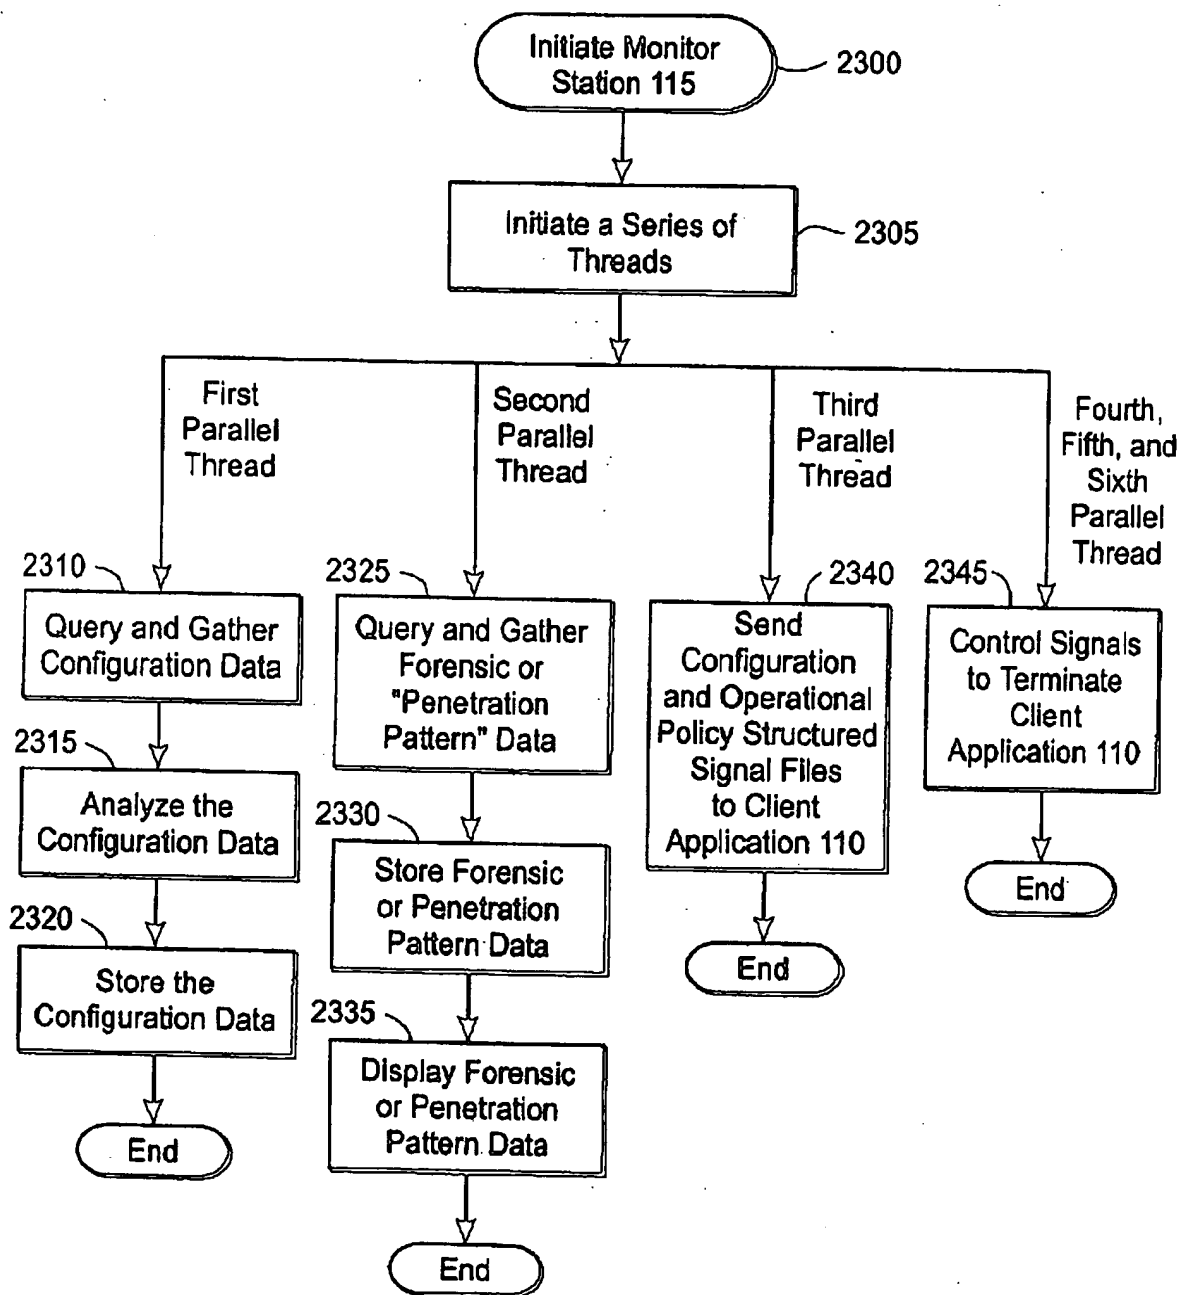 Initiate Monitor
Station 115
2300
Initiate a Series of
Threads
2305
First
Parallel
Thread
Second
Parallel
Thread
Third
Parallel
Thread
Fourth,
Fifth, and
Sixth
Parallel
Thread
2310
Query and Gather
Configuration Data
2315
Analyze the
Configuration Data
2320
Store the
Configuration Data
End
2325
Query and Gather
Forensic or
"Penetration
Pattern" Data
2330
Store Forensic
or Penetration
Pattern Data
2335
Display Forensic
or Penetration
Pattern Data
End
2340
Send
Configuration
and Operational
Policy Structured
Signal Files
to Client
Application 110
End
2345
Control Signals
to Terminate
Client
Application 110
End